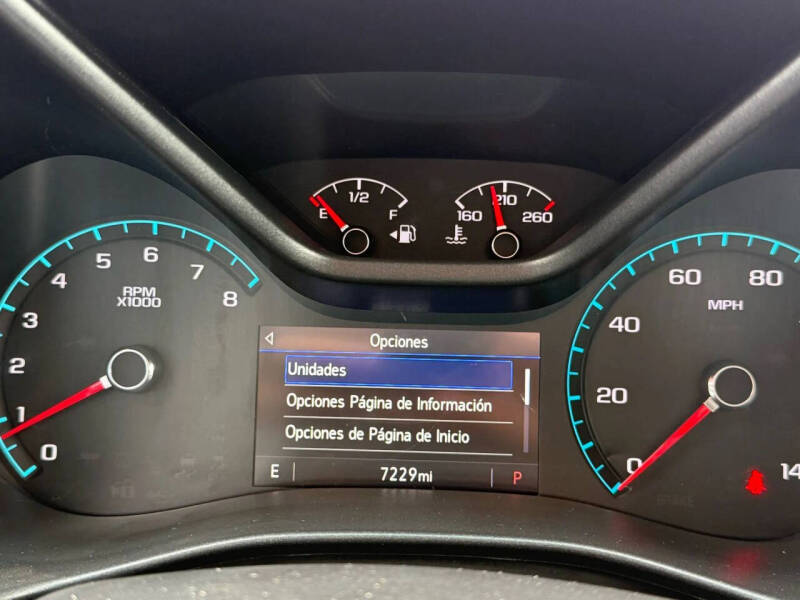 1/2
E F
160 210 260
0 1 2 3 4 5 6 7 8
RPM
X1000
0 20 40 60 80 14
MPH
Opciones
Unidades
Opciones Página de Información
Opciones de Página de Inicio
E 7229mi P